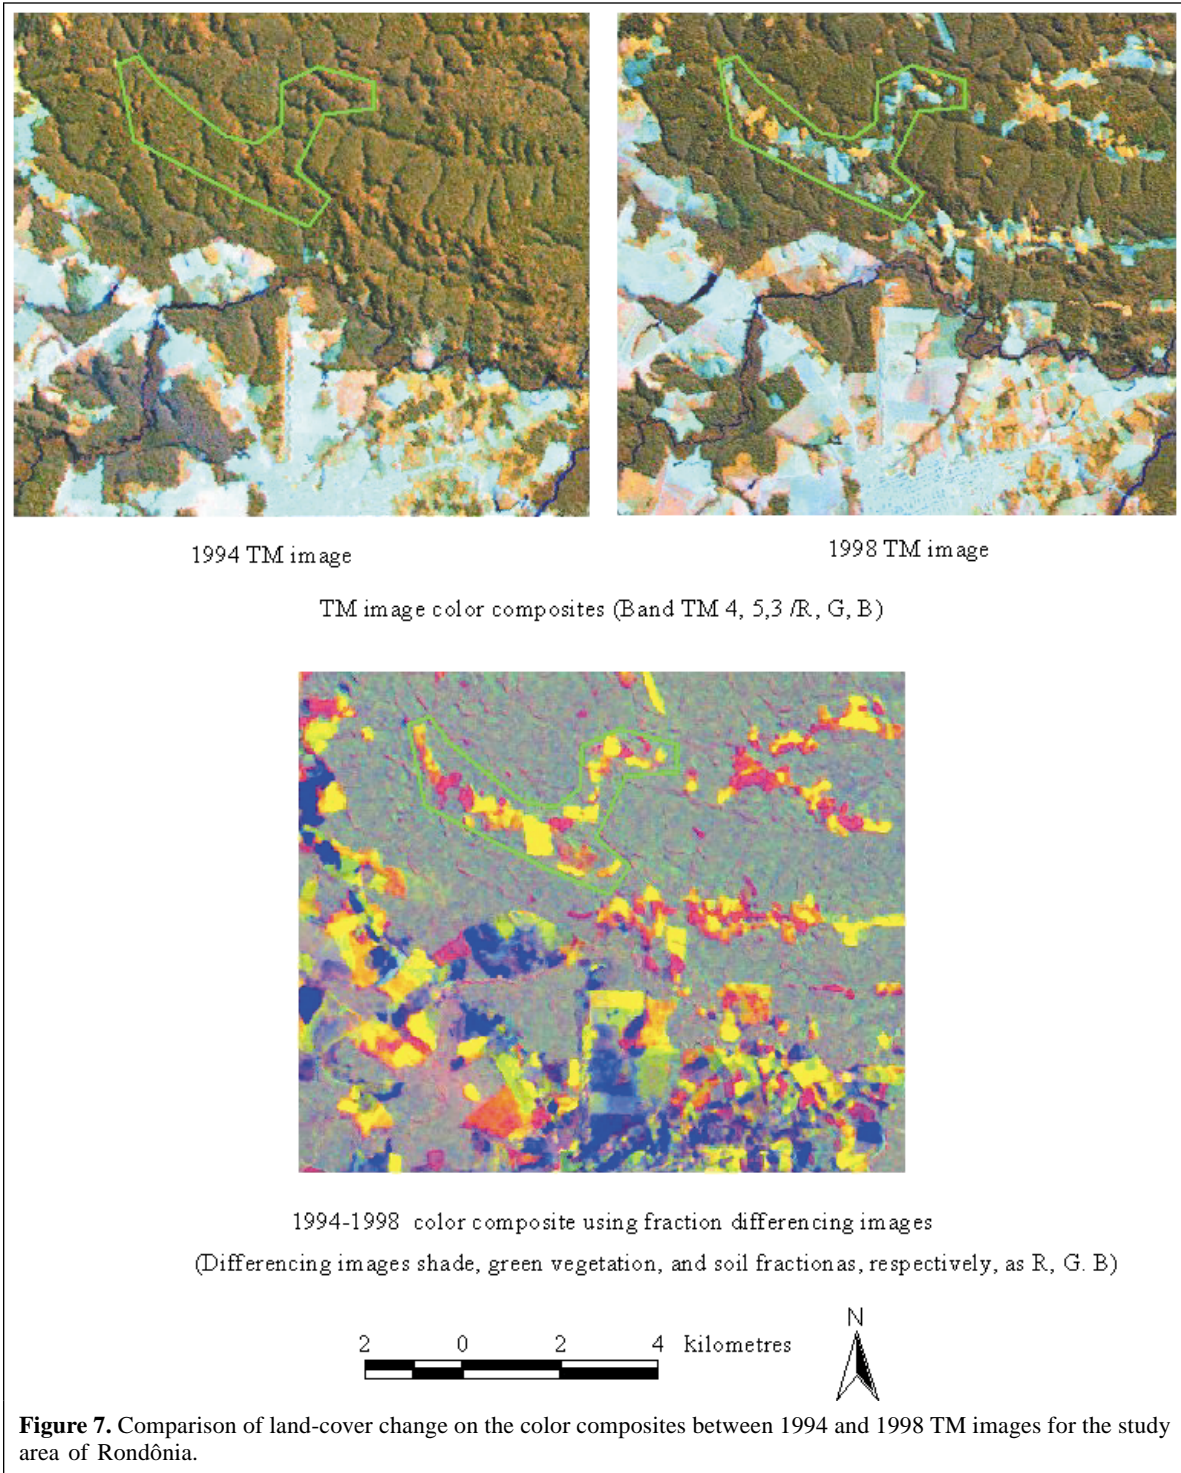 1994 TM image
1998 TM image
TM image color composites (Band TM 4, 5,3 /R, G, B)
1994-1998 color composite using fraction differencing images
(Differencing images shade, green vegetation, and soil fractionas, respectively, as R, G. B)
2 0 2 4 kilometres
N
Figure 7. Comparison of land-cover change on the color composites between 1994 and 1998 TM images for the study
area of Rondônia.